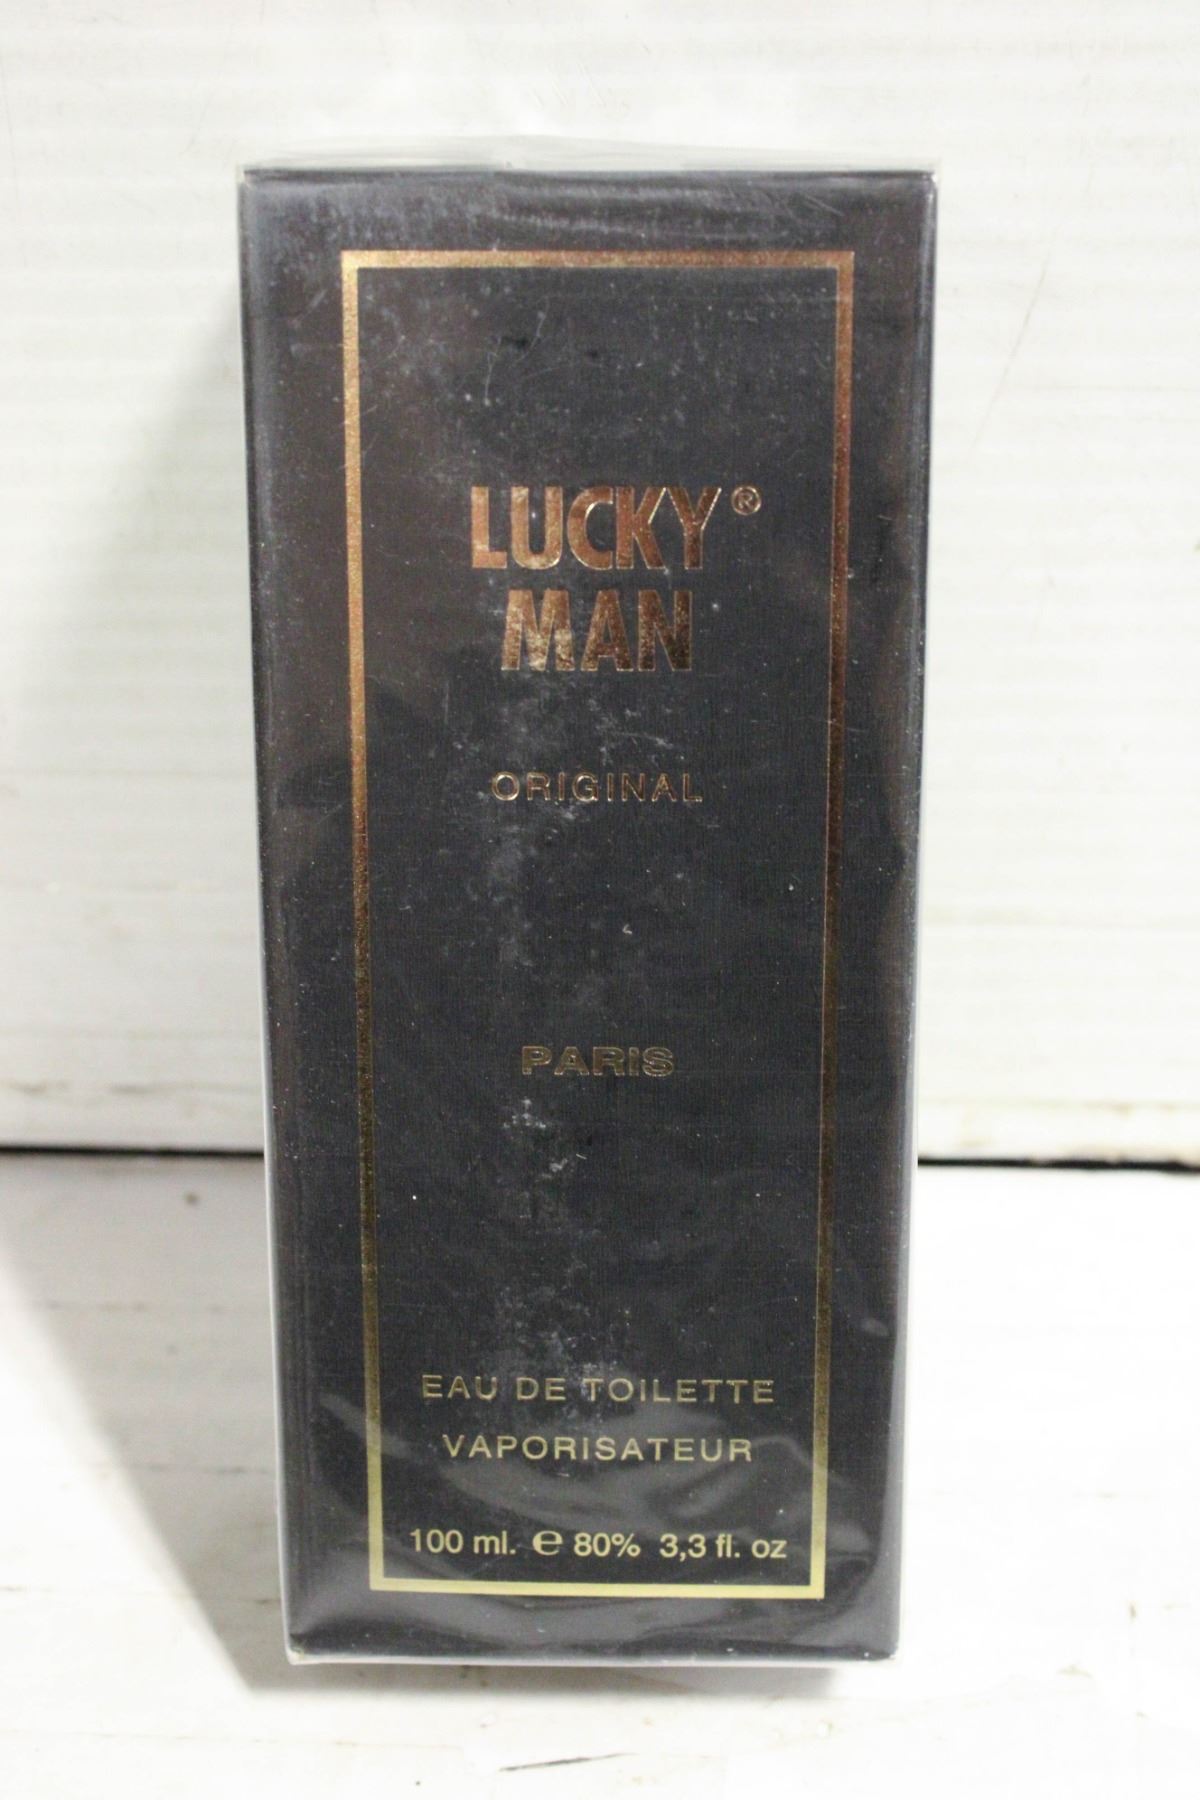 LUCKY®
MAN
ORIGINAL
PARIS
EAU DE TOILETTE
VAPORISATEUR
100 ml. ℮ 80% 3,3 fl. oz